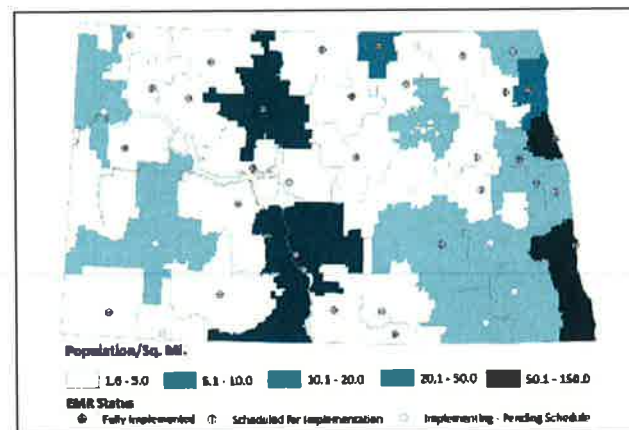 Population/Sq. Mi.
1.6 - 5.0 5.1 - 10.0 10.1 - 20.0 20.1 - 50.0 50.1 - 150.0
EMR Status
Fully Implemented Scheduled for Implementation Implementing - Pending Schedule